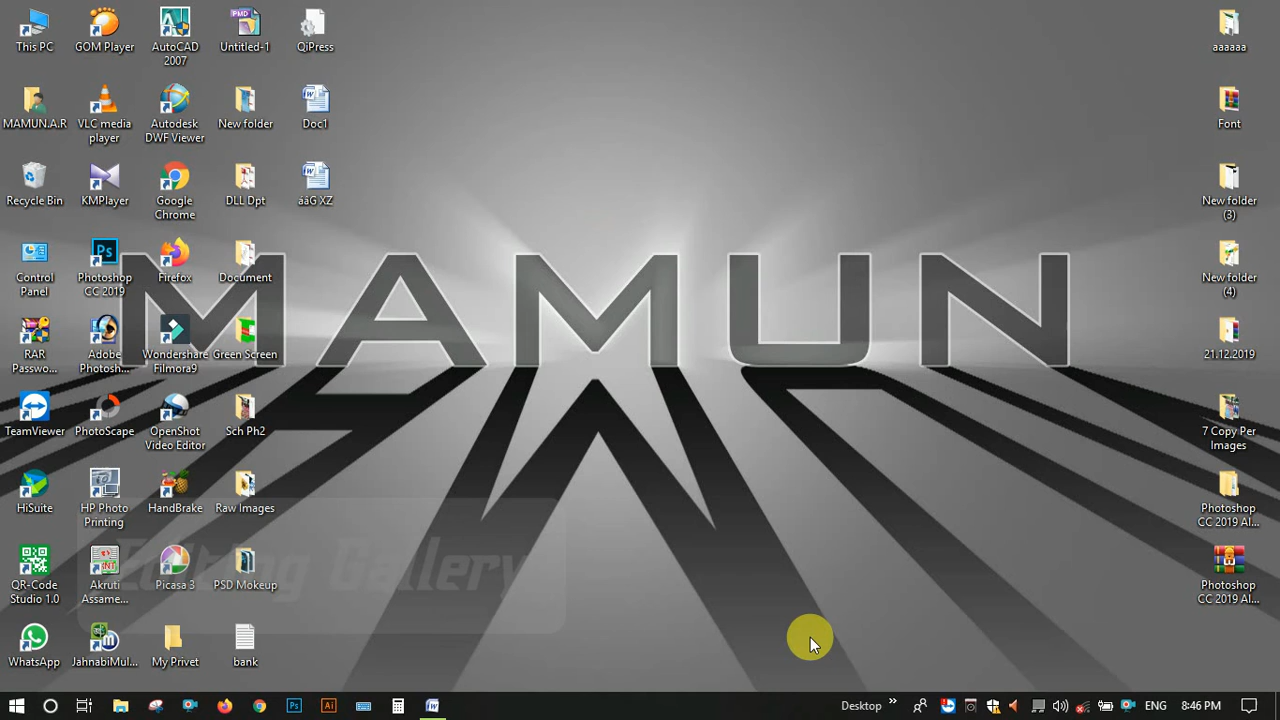 This PC
GOM Player
AutoCAD
2007
Untitled-1
QiPress
aaaaaa
MAMUN.A.R
VLC media
player
Autodesk
DWF Viewer
New folder
Doc1
Font
Recycle Bin
KMPlayer
Google
Chrome
DLL Dpt
aäG XZ
New folder
(3)
MAMUN
Control
Panel
Photoshop
CC 2019
Firefox
Document
New folder
(4)
RAR
Passwo...
Adobe
Photosh...
Wondershare
Filmora9
Green Screen
21.12.2019
TeamViewer
PhotoScape
OpenShot
Video Editor
Sch Ph2
7 Copy Per
Images
HiSuite
HP Photo
Printing
HandBrake
Raw Images
Photoshop
CC 2019 Al...
Editing Gallery
QR-Code
Studio 1.0
Akruti
Assame...
Picasa 3
PSD Mokeup
Photoshop
CC 2019 Al...
WhatsApp
JahnabiMul...
My Privet
bank
Desktop
ENG
8:46 PM